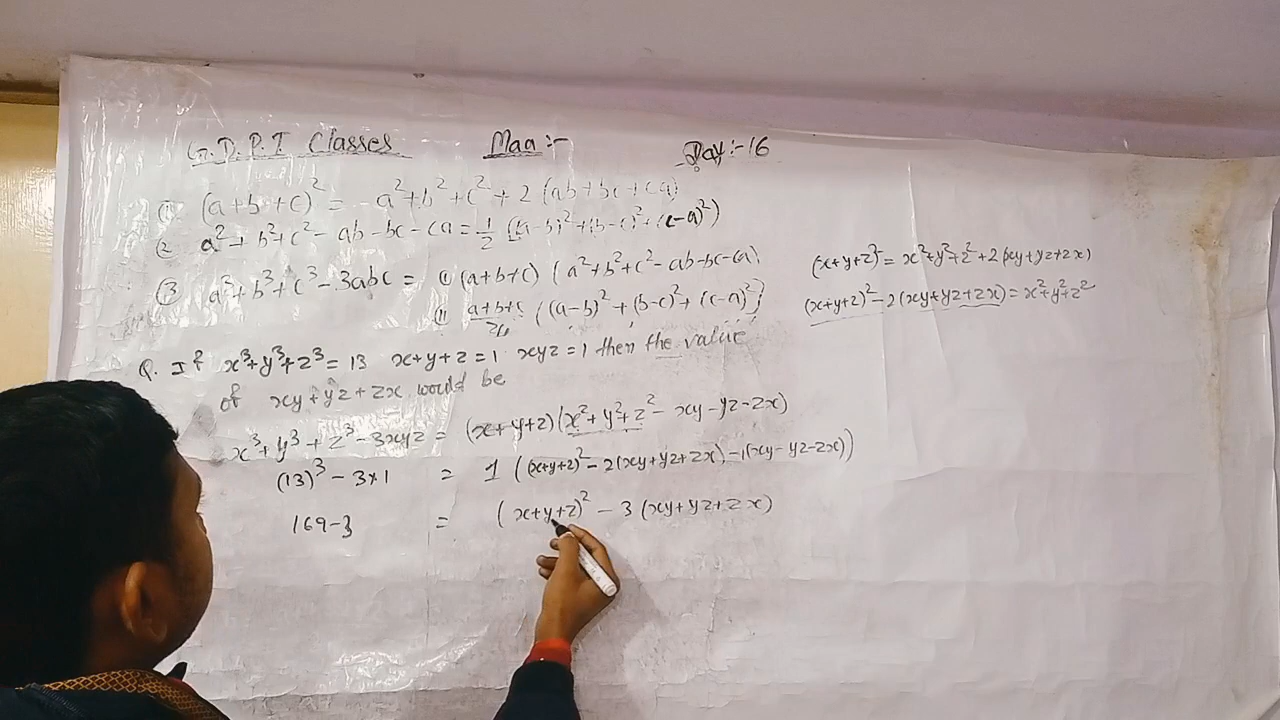 G.D.P.I Classes Maa:- Day:-16
① (a+b+c)² = a²+b²+c²+2(ab+bc+ca)
② a²+b²+c²-ab-bc-ca = 1/2 [(a-b)²+(b-c)²+(c-a)²)
③ a³+b³+c³-3abc = (i) (a+b+c) (a²+b²+c²-ab-bc-ca)
(ii) a+b+c/2 ((a-b)²+(b-c)²+(c-a)²]
(x+y+z)² = x²+y²+z²+2(xy+yz+zx)
(x+y+z)²-2(xy+yz+zx) = x²+y²+z²
Q. If x³+y³+z³=13 x+y+z=1 xyz=1 then the value
of xy+yz+zx would be
x³+y³+z³-3xyz = (x+y+z)(x²+y²+z²-xy-yz-zx)
(13)³-3×1 = 1 ((x+y+z)²-2(xy+yz+zx)-1(xy-yz-zx))
169-3 = (x+y+z)²-3(xy+yz+zx)